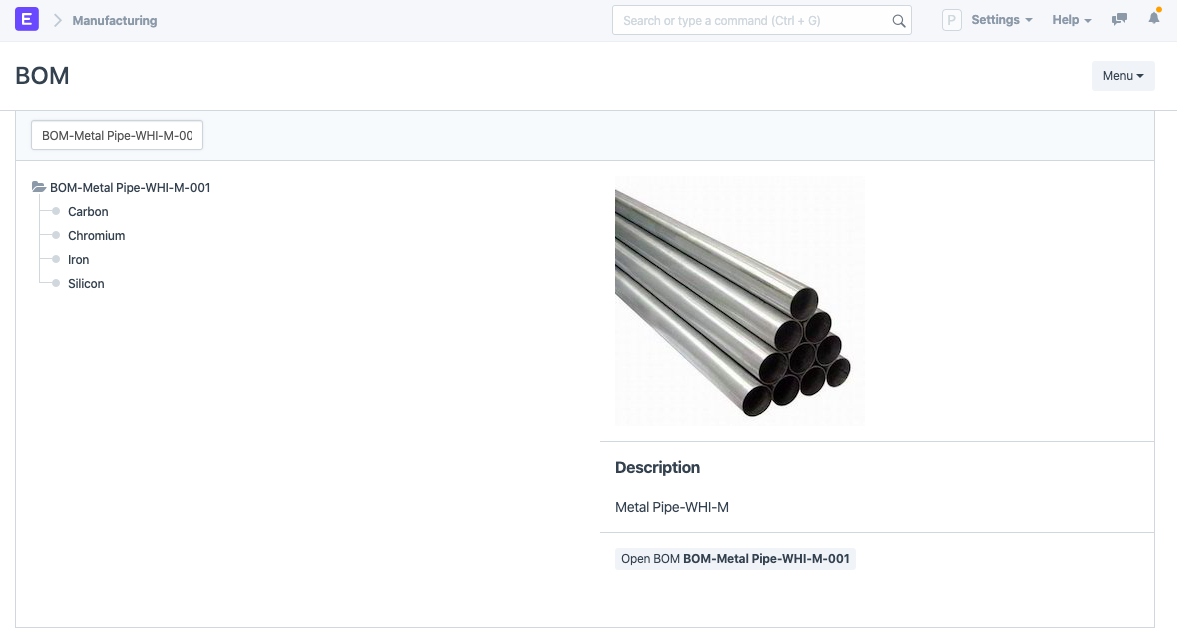 E Manufacturing Search or type a command (Ctrl + G) P Settings Help
BOM Menu
BOM-Metal Pipe-WHI-M-00
BOM-Metal Pipe-WHI-M-001
Carbon
Chromium
Iron
Silicon
Description
Metal Pipe-WHI-M
Open BOM BOM-Metal Pipe-WHI-M-001